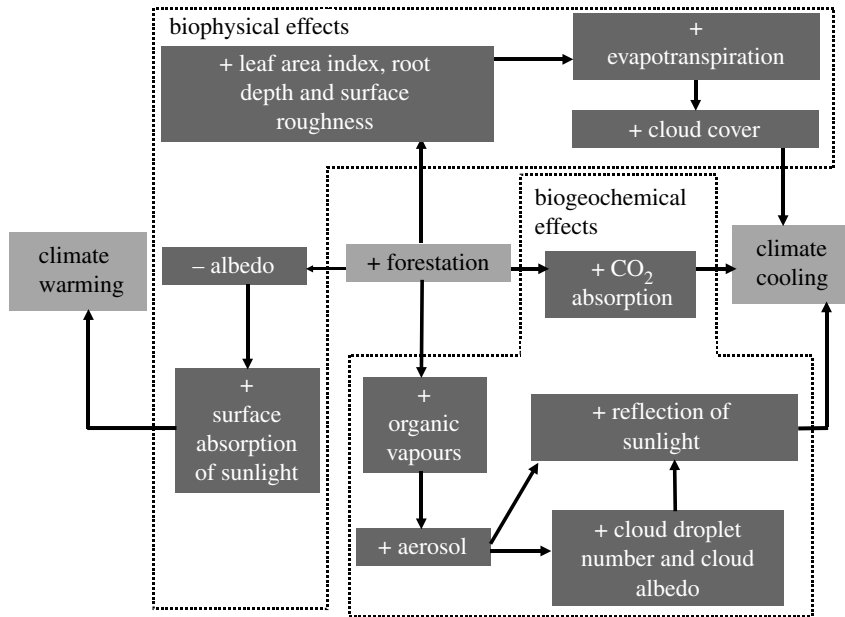 biophysical effects
+ leaf area index, root
depth and surface
roughness
+
evapotranspiration
+ cloud cover
biogeochemical
effects
climate
warming
– albedo
+ forestation
+ CO₂
absorption
climate
cooling
+
surface
absorption
of sunlight
+
organic
vapours
+ reflection of
sunlight
+ aerosol
+ cloud droplet
number and cloud
albedo